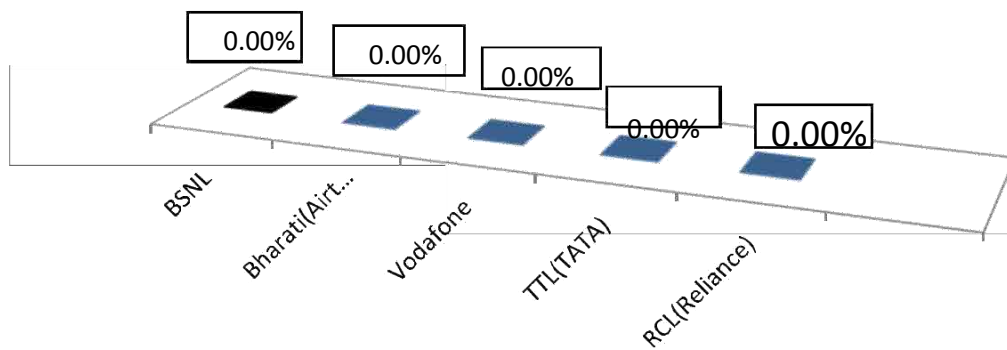 0.00%
0.00%
0.00%
0.00%
0.00%
BSNL
Bharati(Airt...
Vodafone
TTL(TATA)
RCL(Reliance)